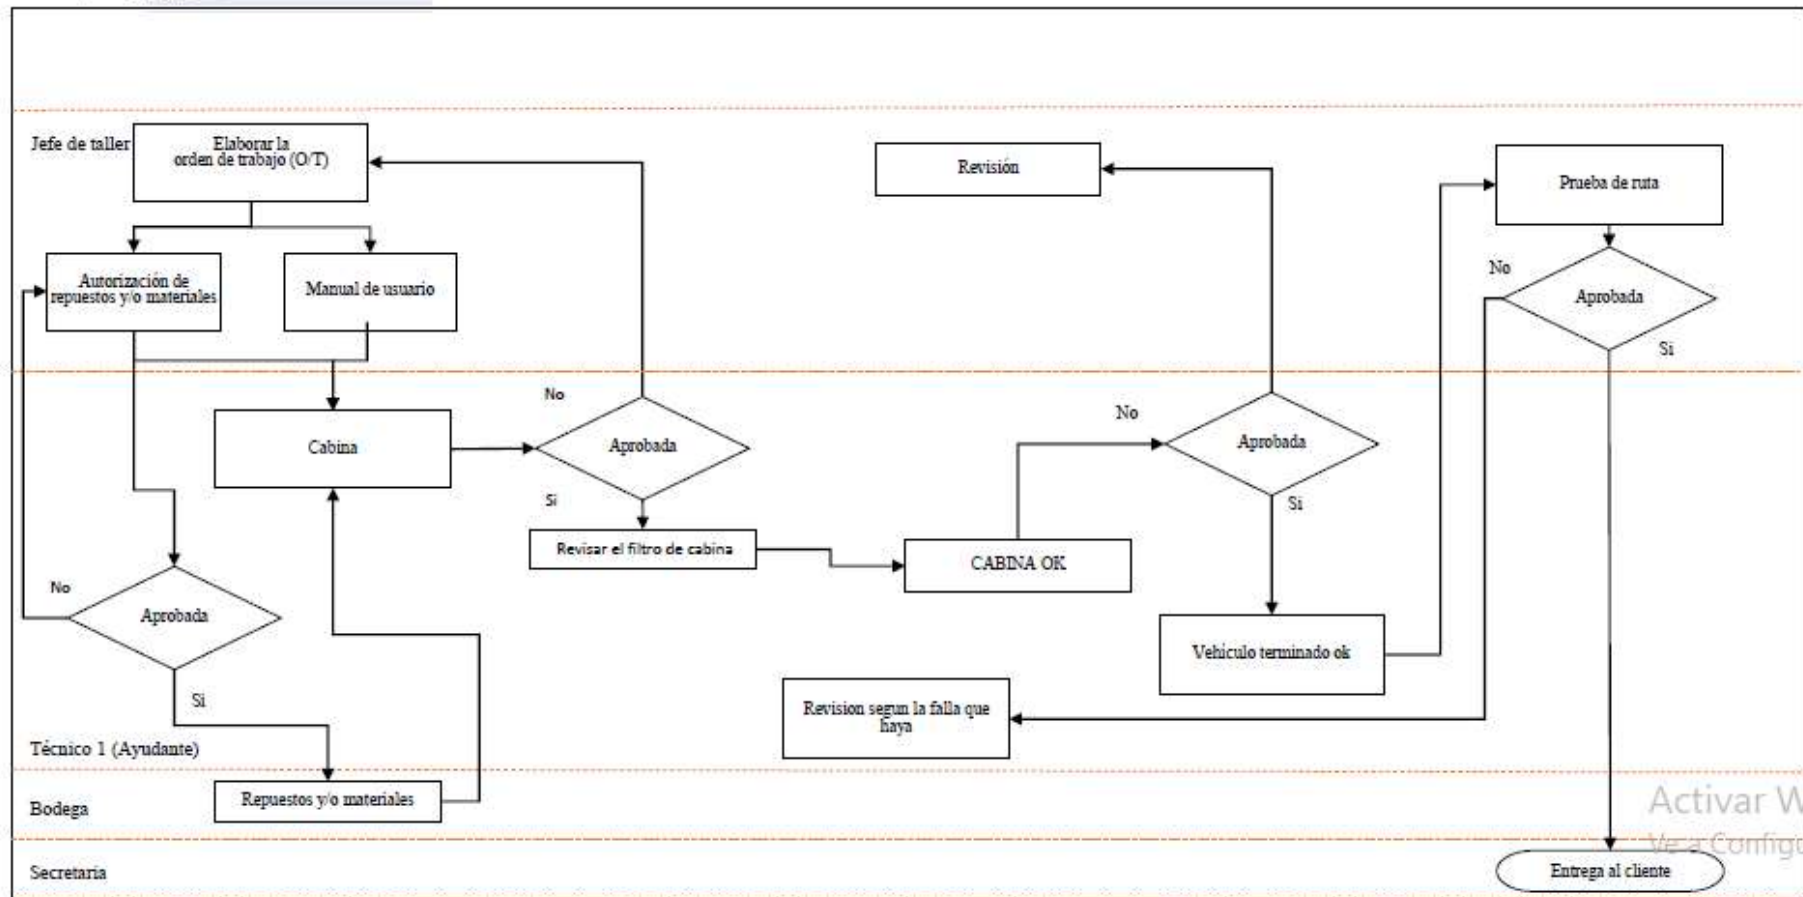 Jefe de taller
Elaborar la
orden de trabajo (O/T)
Revisión
Prueba de ruta
Autorización de
repuestos y/o materiales
Manual de usuario
No
Aprobada
Si
No
Cabina
Aprobada
Si
No
Aprobada
Si
Revisar el filtro de cabina
CABINA OK
No
Aprobada
Si
Vehiculo terminado ok
Revision segun la falla que
haya
Técnico 1 (Ayudante)
Bodega
Repuestos y/o materiales
Activar W
Ve a Configu
Secretaria
Entrega al cliente